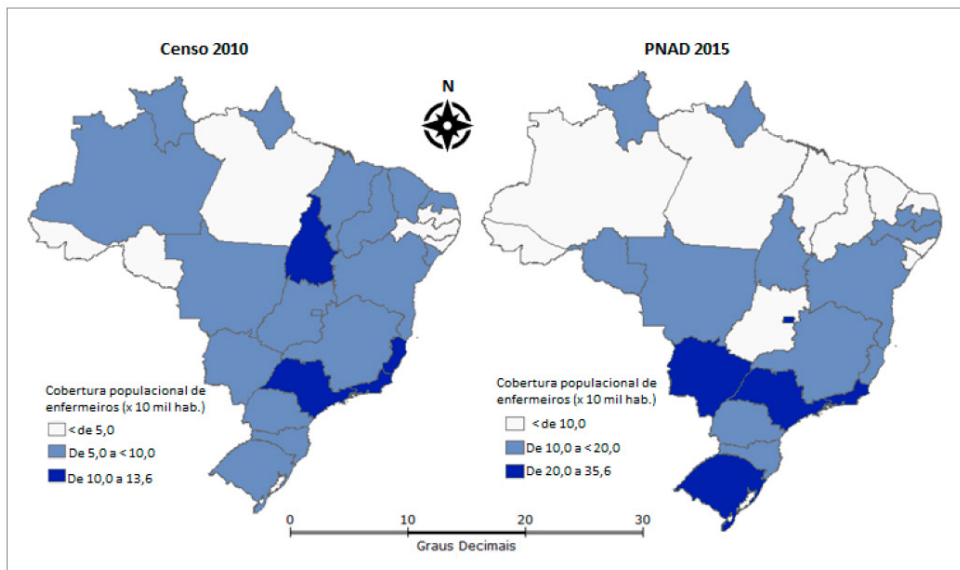 Censo 2010
PNAD 2015
N
Cobertura populacional de
enfermeiros (x 10 mil hab.)
< de 5,0
De 5,0 a <10,0
De 10,0 a 13,6
Cobertura populacional de
enfermeiros (x 10 mil hab.)
< de 10,0
De 10,0 a <20,0
De 20,0 a 35,6
0 10 20 30
Graus Decimais